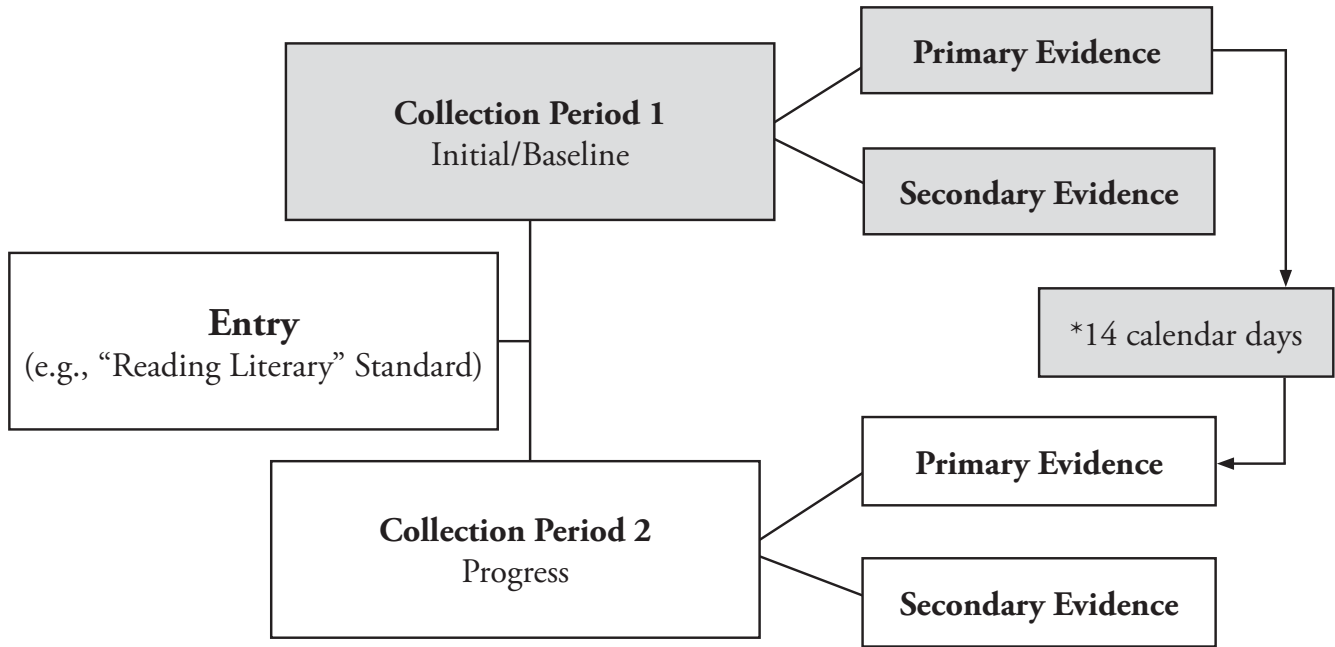 Primary Evidence
Collection Period 1
Initial/Baseline
Secondary Evidence
Entry
(e.g., “Reading Literary” Standard)
*14 calendar days
Primary Evidence
Collection Period 2
Progress
Secondary Evidence